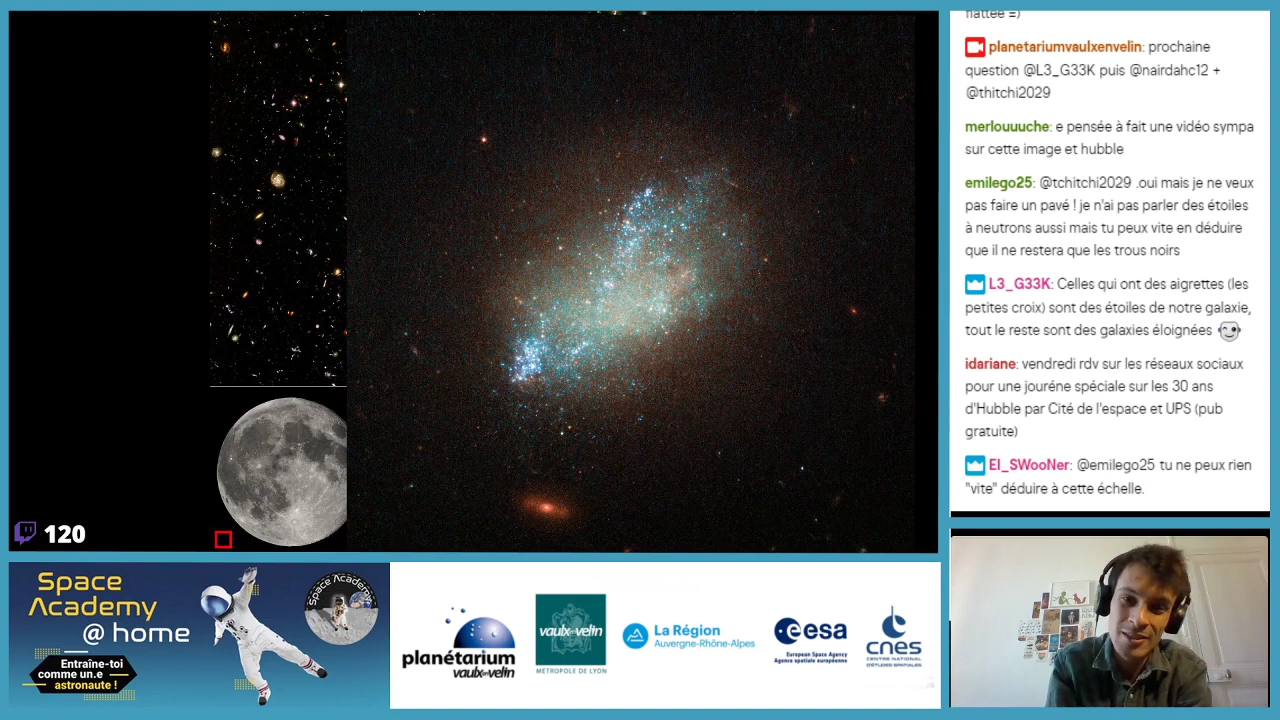 flattée =)
planetariumvaulxenvelin: prochaine
question @L3_G33K puis @nairdahc12 +
@thitchi2029
merlouuuche: e pensée à fait une vidéo sympa
sur cette image et hubble
emilego25: @tchitchi2029 .oui mais je ne veux
pas faire un pavé ! je n'ai pas parler des étoiles
à neutrons aussi mais tu peux vite en déduire
que il ne restera que les trous noirs
L3_G33K: Celles qui ont des aigrettes (les
petites croix) sont des étoiles de notre galaxie,
tout le reste sont des galaxies éloignées
idariane: vendredi rdv sur les réseaux sociaux
pour une journée spéciale sur les 30 ans
d'Hubble par Cité de l'espace et UPS (pub
gratuite)
El_SWooNer: @emilego25 tu ne peux rien
"vite" déduire à cette échelle.
120
Space
Academy
@ home
Entraîne-toi
comme un.e
astronaute !
Space Academy
planétarium
vaulx en velin
vaulx en velin
MÉTROPOLE DE LYON
La Région
Auvergne-Rhône-Alpes
esa
European Space Agency
Agence spatiale européenne
cnes
CENTRE NATIONAL
D'ÉTUDES SPATIALES